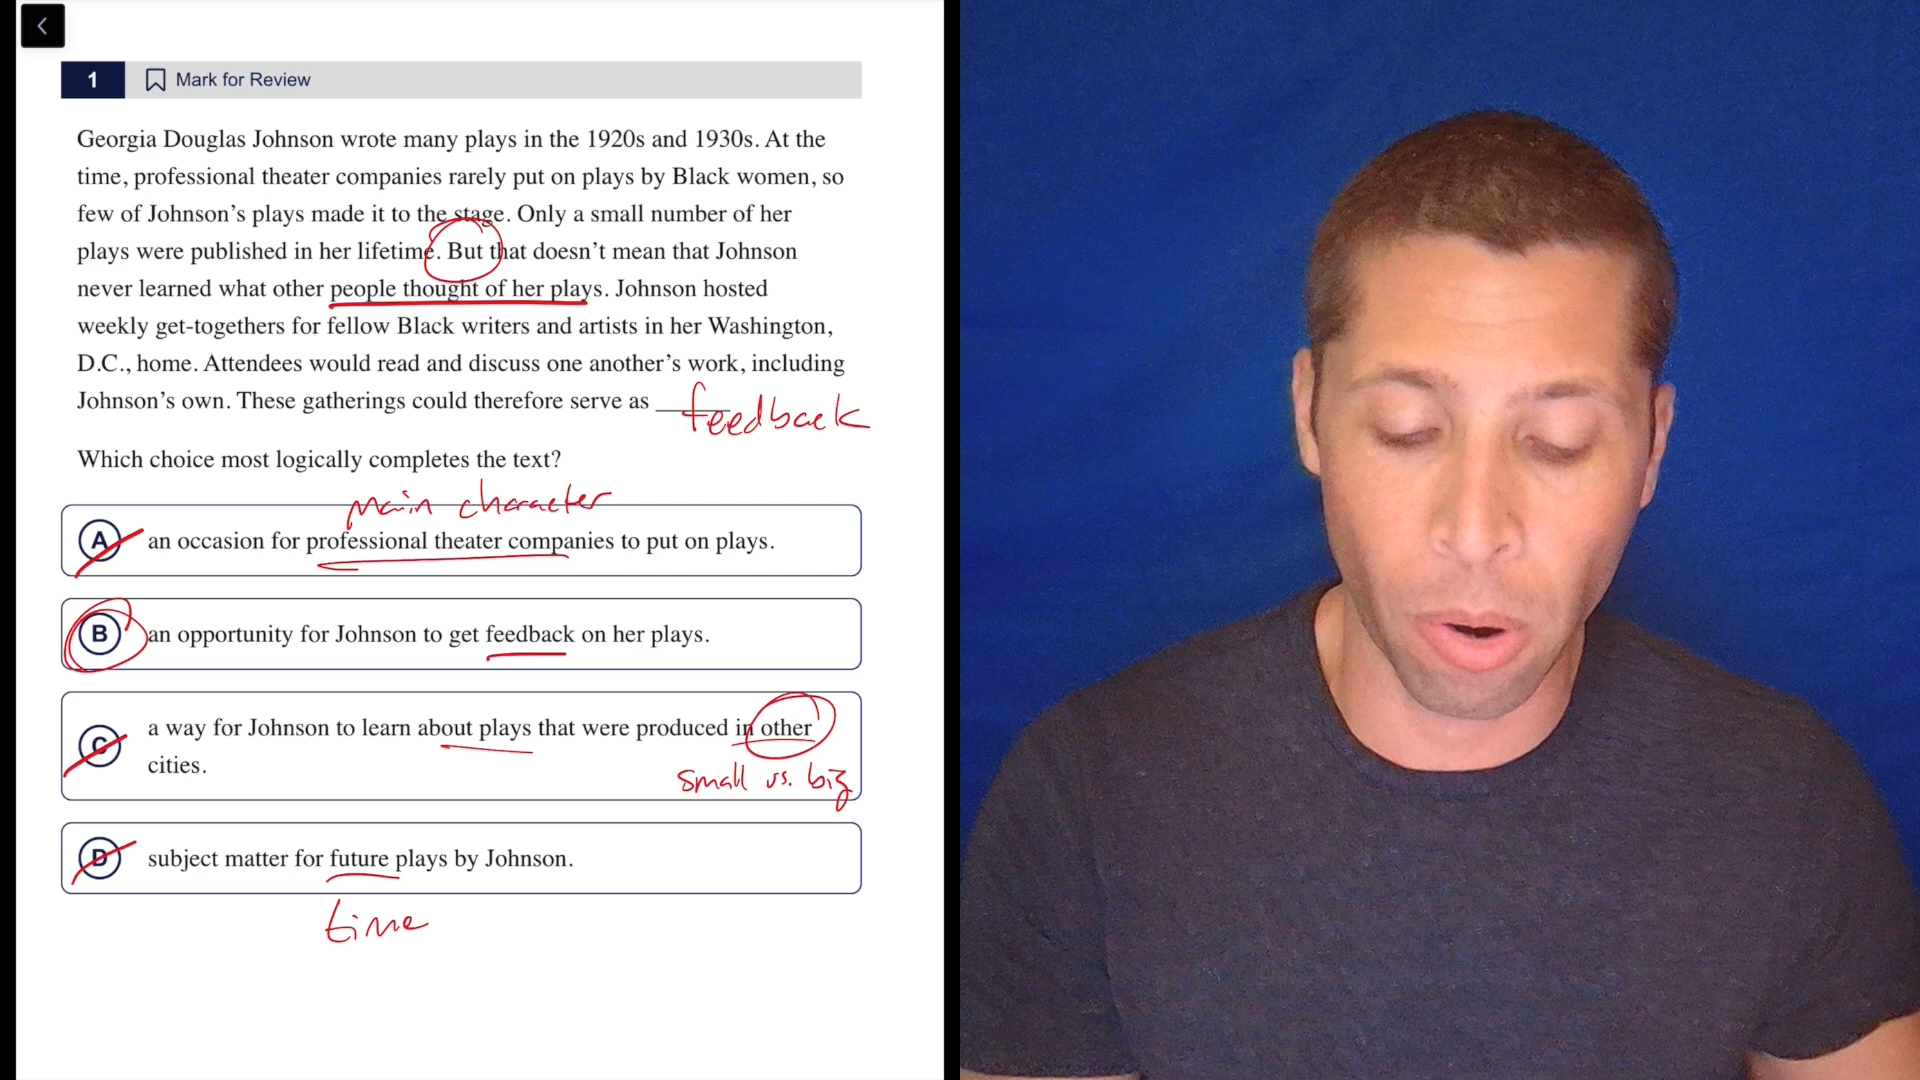 1 Mark for Review
Georgia Douglas Johnson wrote many plays in the 1920s and 1930s. At the
time, professional theater companies rarely put on plays by Black women, so
few of Johnson’s plays made it to the stage. Only a small number of her
plays were published in her lifetime. But that doesn’t mean that Johnson
never learned what other people thought of her plays. Johnson hosted
weekly get-togethers for fellow Black writers and artists in her Washington,
D.C., home. Attendees would read and discuss one another’s work, including
Johnson’s own. These gatherings could therefore serve as ______
feedback
Which choice most logically completes the text?
main character
A an occasion for professional theater companies to put on plays.
B an opportunity for Johnson to get feedback on her plays.
C a way for Johnson to learn about plays that were produced in other
cities.
small vs. big
D subject matter for future plays by Johnson.
time